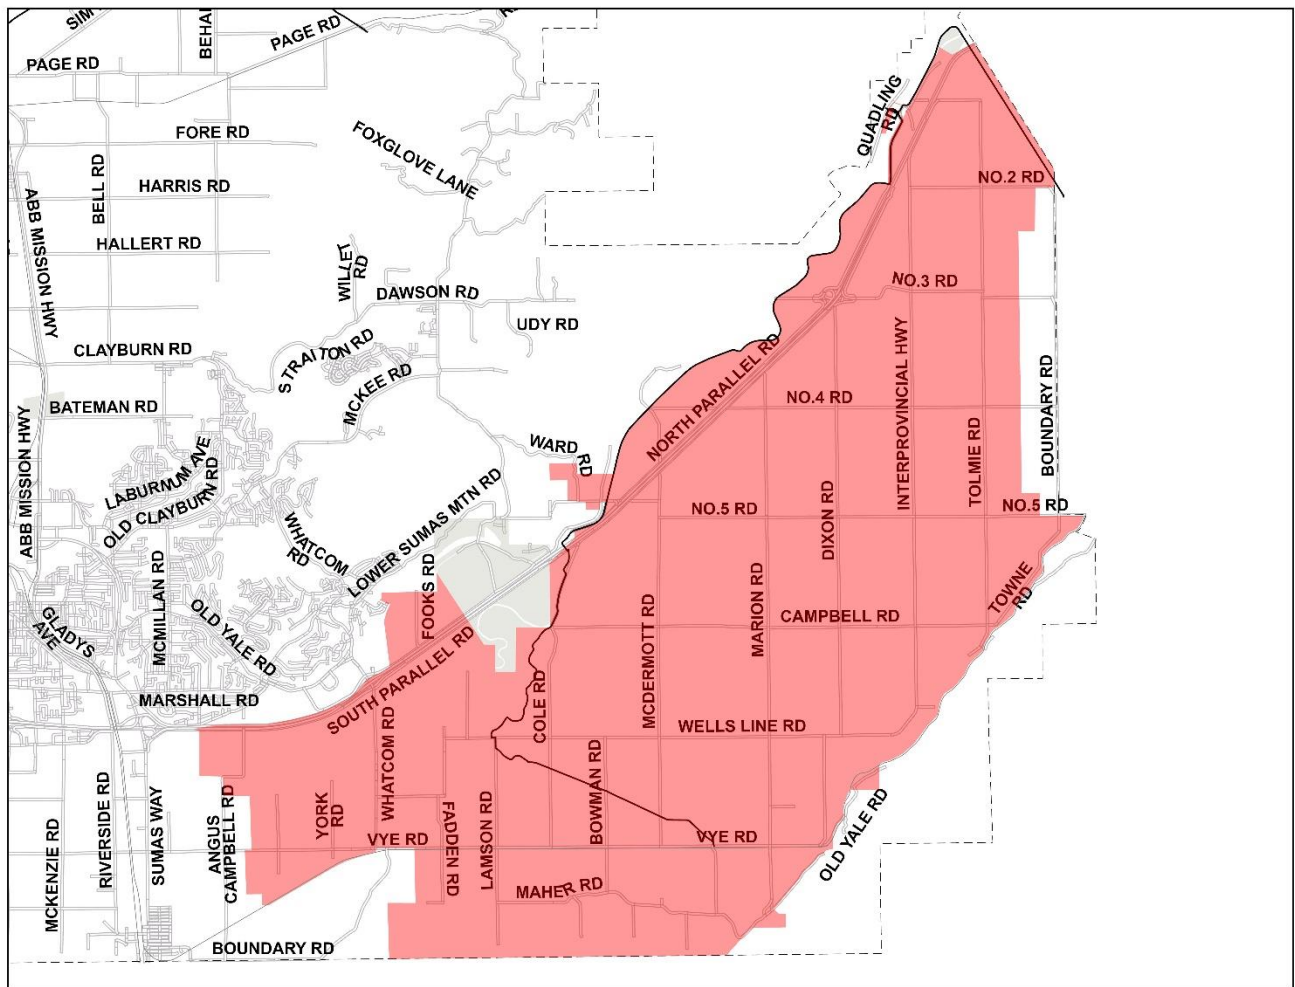 SIM
BEHA
PAGE RD
PAGE RD
QUADLING
RD
FORE RD
FOXGLOVE LANE
BELL RD
HARRIS RD
NO.2 RD
ABB MISSION HWY
HALLERT RD
WILLET
RD
DAWSON RD
NO.3 RD
UDY RD
CLAYBURN RD
S TRAITON RD
MCKEE RD
NORTH PARALLEL RD
INTERPROVINCIAL HWY
BOUNDARY RD
BATEMAN RD
NO.4 RD
ABB MISSION HWY
LABURNUM AVE
OLD CLAYBURN RD
WARD
RD
TOLMIE RD
LOWER SUMAS MTN RD
NO.5 RD
NO.5 RD
DIXON RD
WHATCOM
RD
MCMILLAN RD
FOOKS RD
TOWNE
RD
GLADYS
AVE
OLD YALE RD
MCDERMOTT RD
MARION RD
CAMPBELL RD
MARSHALL RD
SOUTH PARALLEL RD
COLE RD
WELLS LINE RD
WHATCOM RD
BOWMAN RD
MCKENZIE RD
RIVERSIDE RD
SUMAS WAY
ANGUS
CAMPBELL RD
YORK
RD
VYE RD
FADDEN RD
LAMSON RD
VYE RD
OLD YALE RD
MAHER RD
BOUNDARY RD